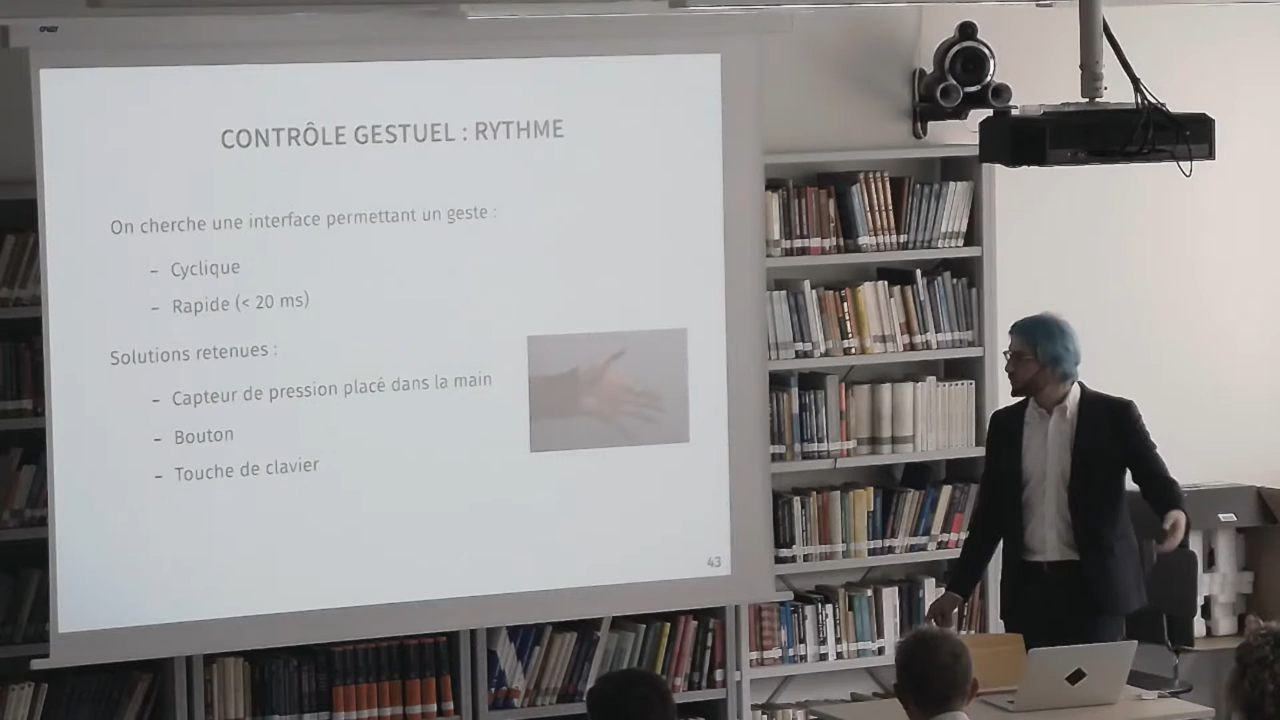 CONTRÔLE GESTUEL : RYTHME
On cherche une interface permettant un geste :
– Cyclique
– Rapide (< 20 ms)
Solutions retenues :
– Capteur de pression placé dans la main
– Bouton
– Touche de clavier
43